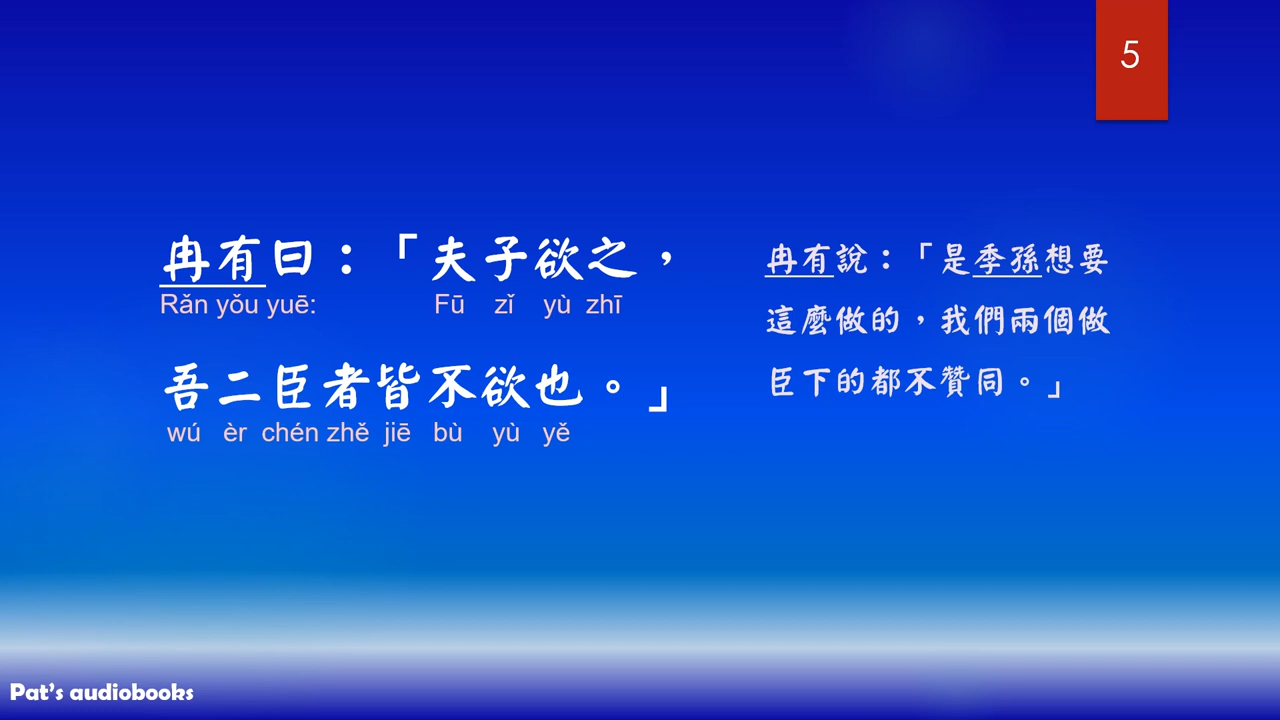 5
冉有曰：「夫子欲之，
Rǎn yǒu yuē: Fū zǐ yù zhī
吾二臣者皆不欲也。」
wú èr chén zhě jiē bù yù yě
冉有說：「是季孫想要
這麼做的，我們兩個做
臣下的都不贊同。」
Pat's audiobooks